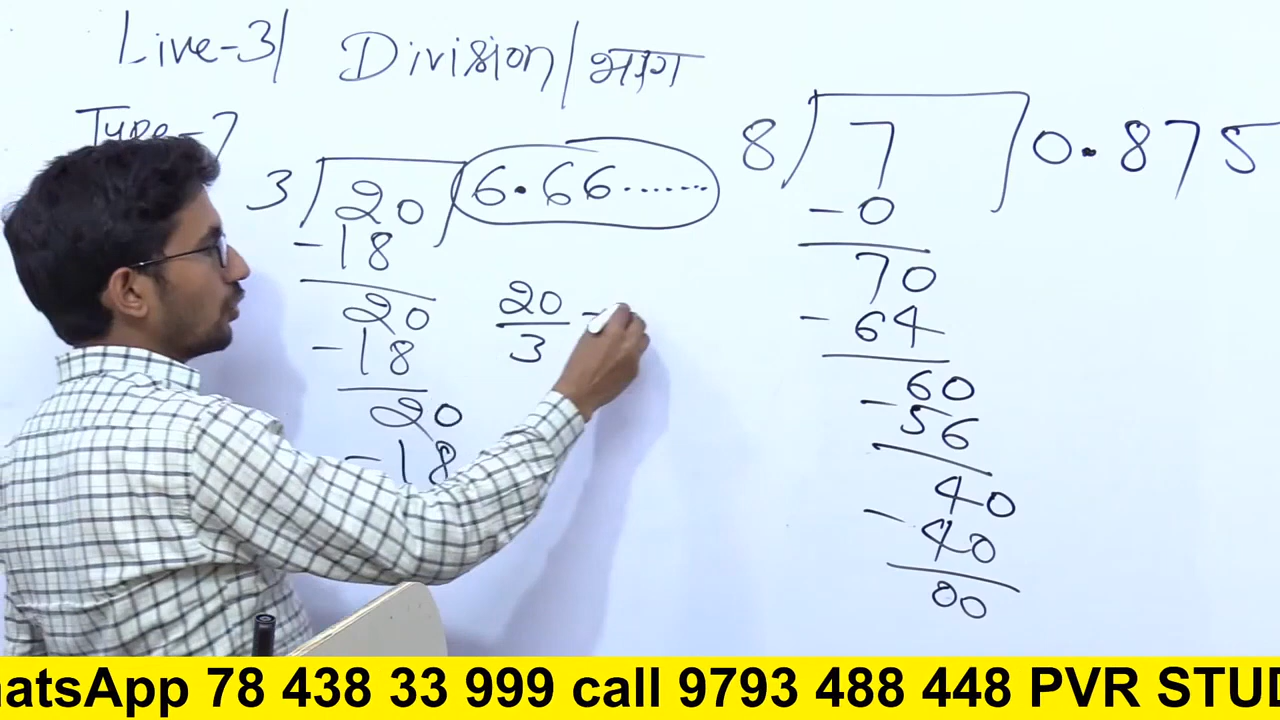 Live-3/ Division/भाग
Type-7
3 20 6.66.......
-18
20
-18
20
-18
20/3 =
8 7 0.875
-0
70
-64
60
-56
40
-40
00
hatsApp 78 438 33 999 call 9793 488 448 PVR STUD